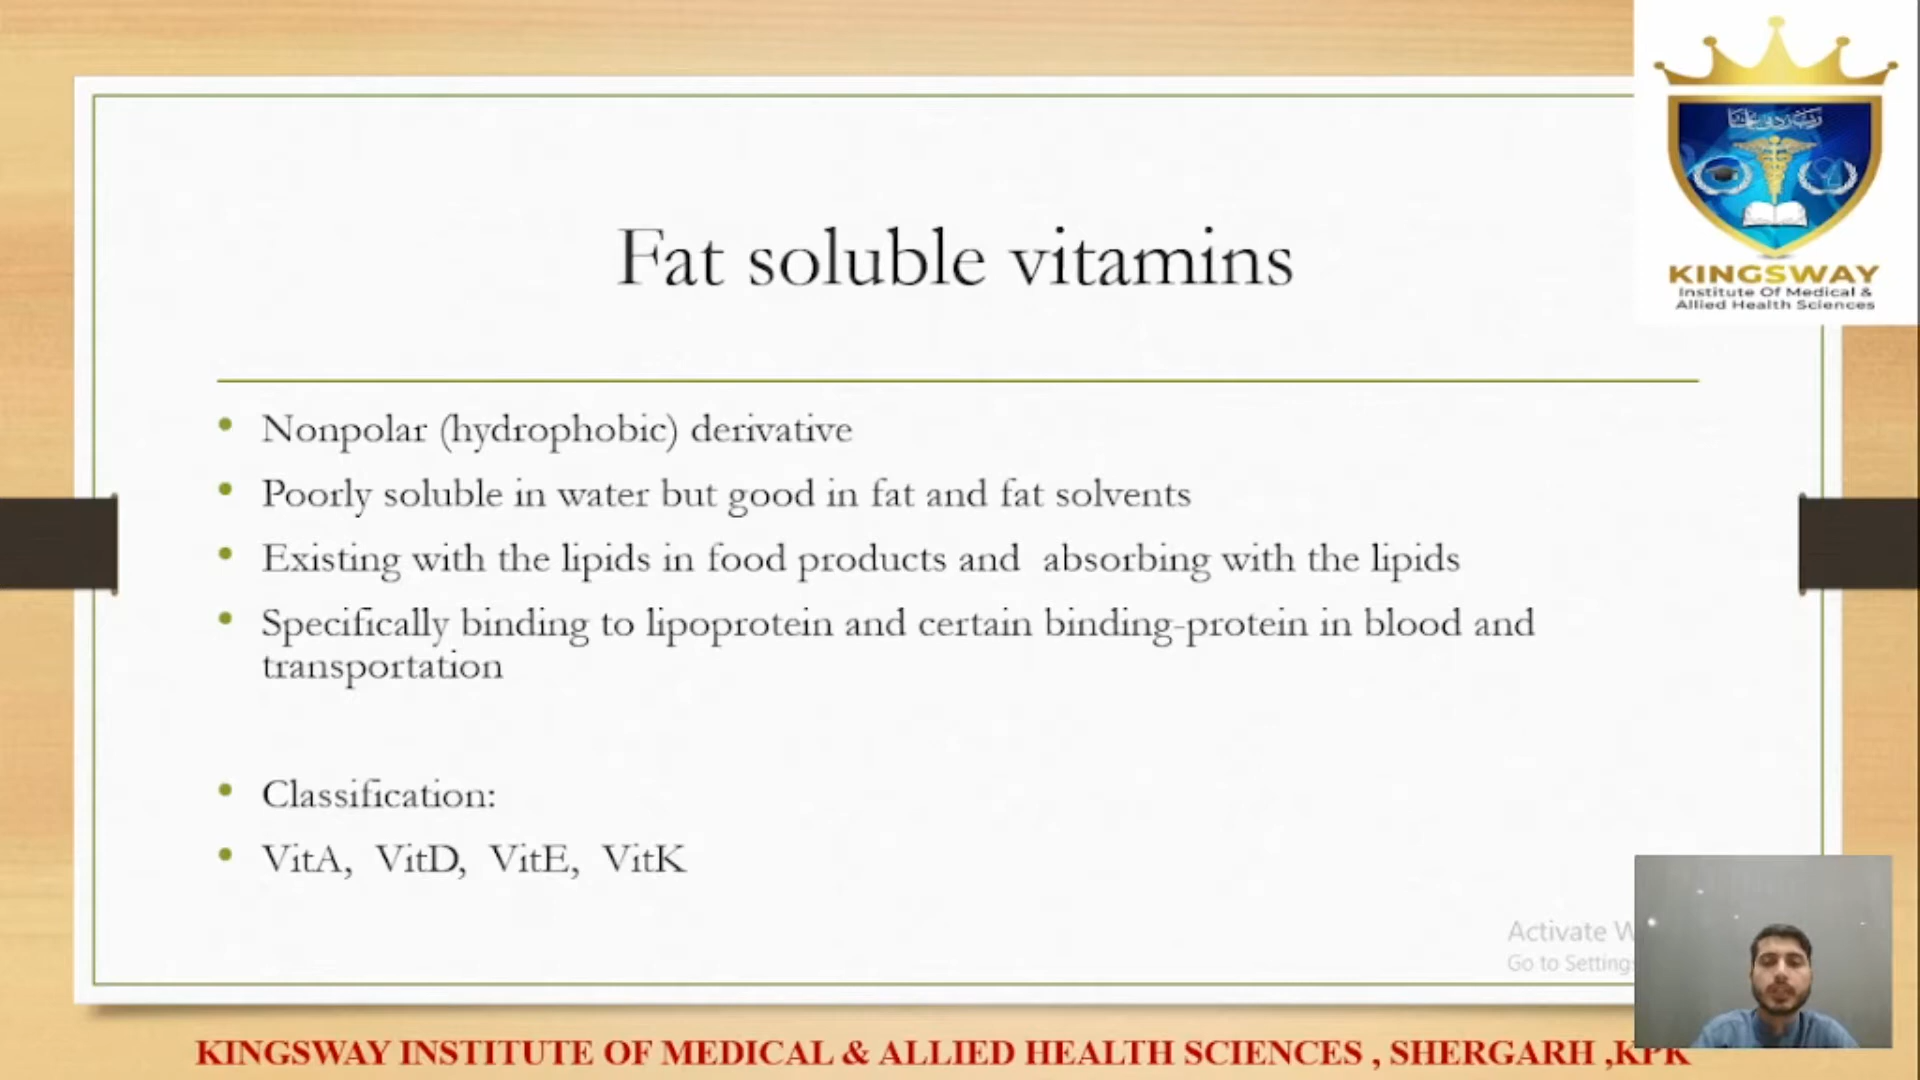 Fat soluble vitamins
Nonpolar (hydrophobic) derivative
Poorly soluble in water but good in fat and fat solvents
Existing with the lipids in food products and  absorbing with the lipids
Specifically binding to lipoprotein and certain binding-protein in blood and
transportation
Classification:
VitA,  VitD,  VitE,  VitK
KINGSWAY
Institute Of Medical &
Allied Health Sciences
Activate
Go to
KINGSWAY INSTITUTE OF MEDICAL & ALLIED HEALTH SCIENCES , SHERGARH ,KPK